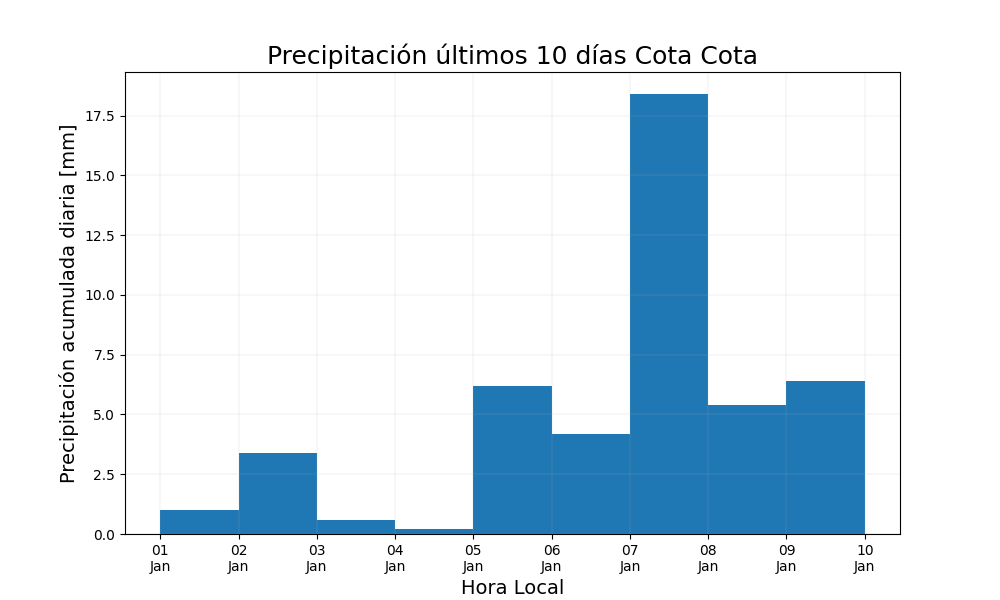 Precipitación últimos 10 días Cota Cota
Precipitación acumulada diaria [mm]
17.5
15.0
12.5
10.0
7.5
5.0
2.5
0.0
01 02 03 04 05 06 07 08 09 10
Jan Jan Jan Jan Jan Jan Jan Jan Jan Jan
Hora Local